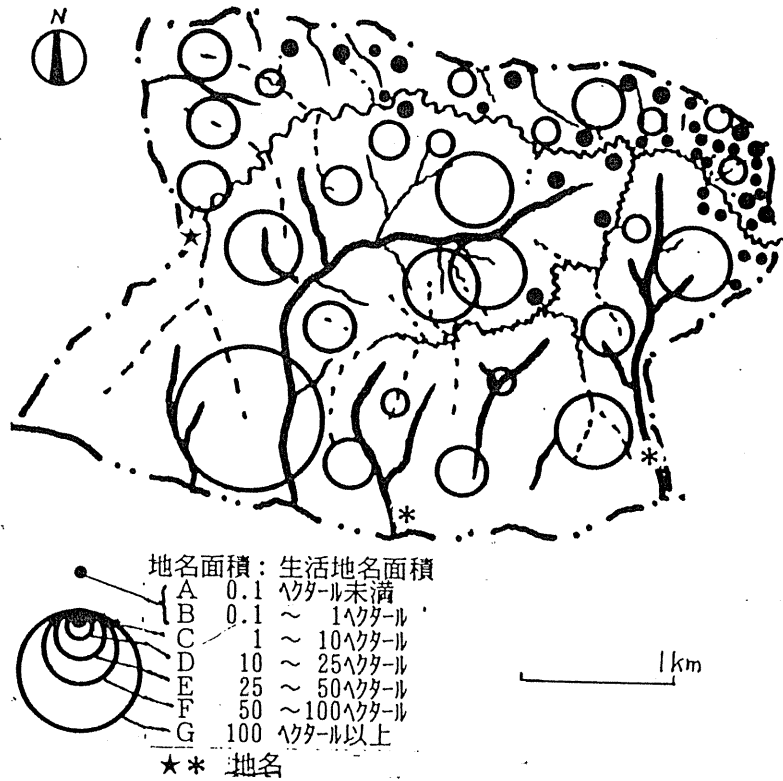 N
地名面積：生活地名面積
A 0.1 ヘクタール未満
B 0.1 ～ 1ヘクタール
C 1 ～ 10ヘクタール
D 10 ～ 25ヘクタール
E 25 ～ 50ヘクタール
F 50 ～100ヘクタール
G 100 ヘクタール以上
★＊ 地名
1km